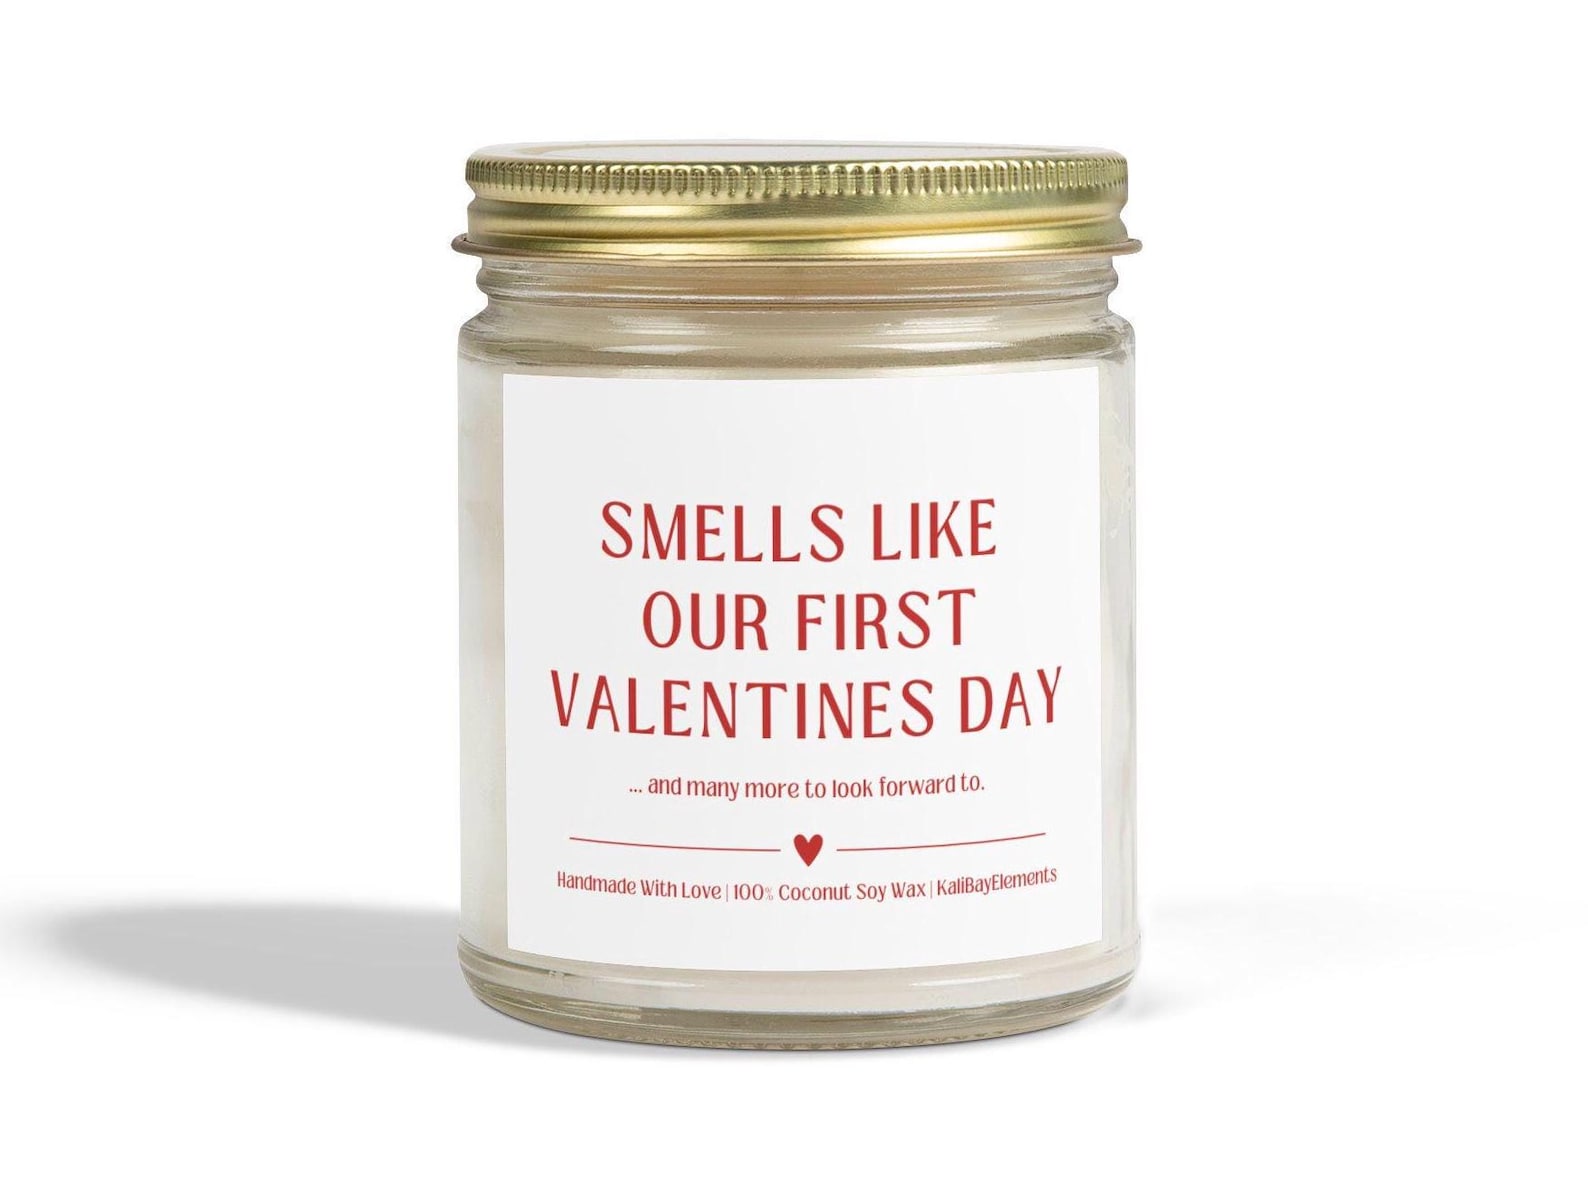 SMELLS LIKE
OUR FIRST
VALENTINES DAY
... and many more to look forward to.
Handmade With Love | 100% Coconut Soy Wax | KaliBayElements